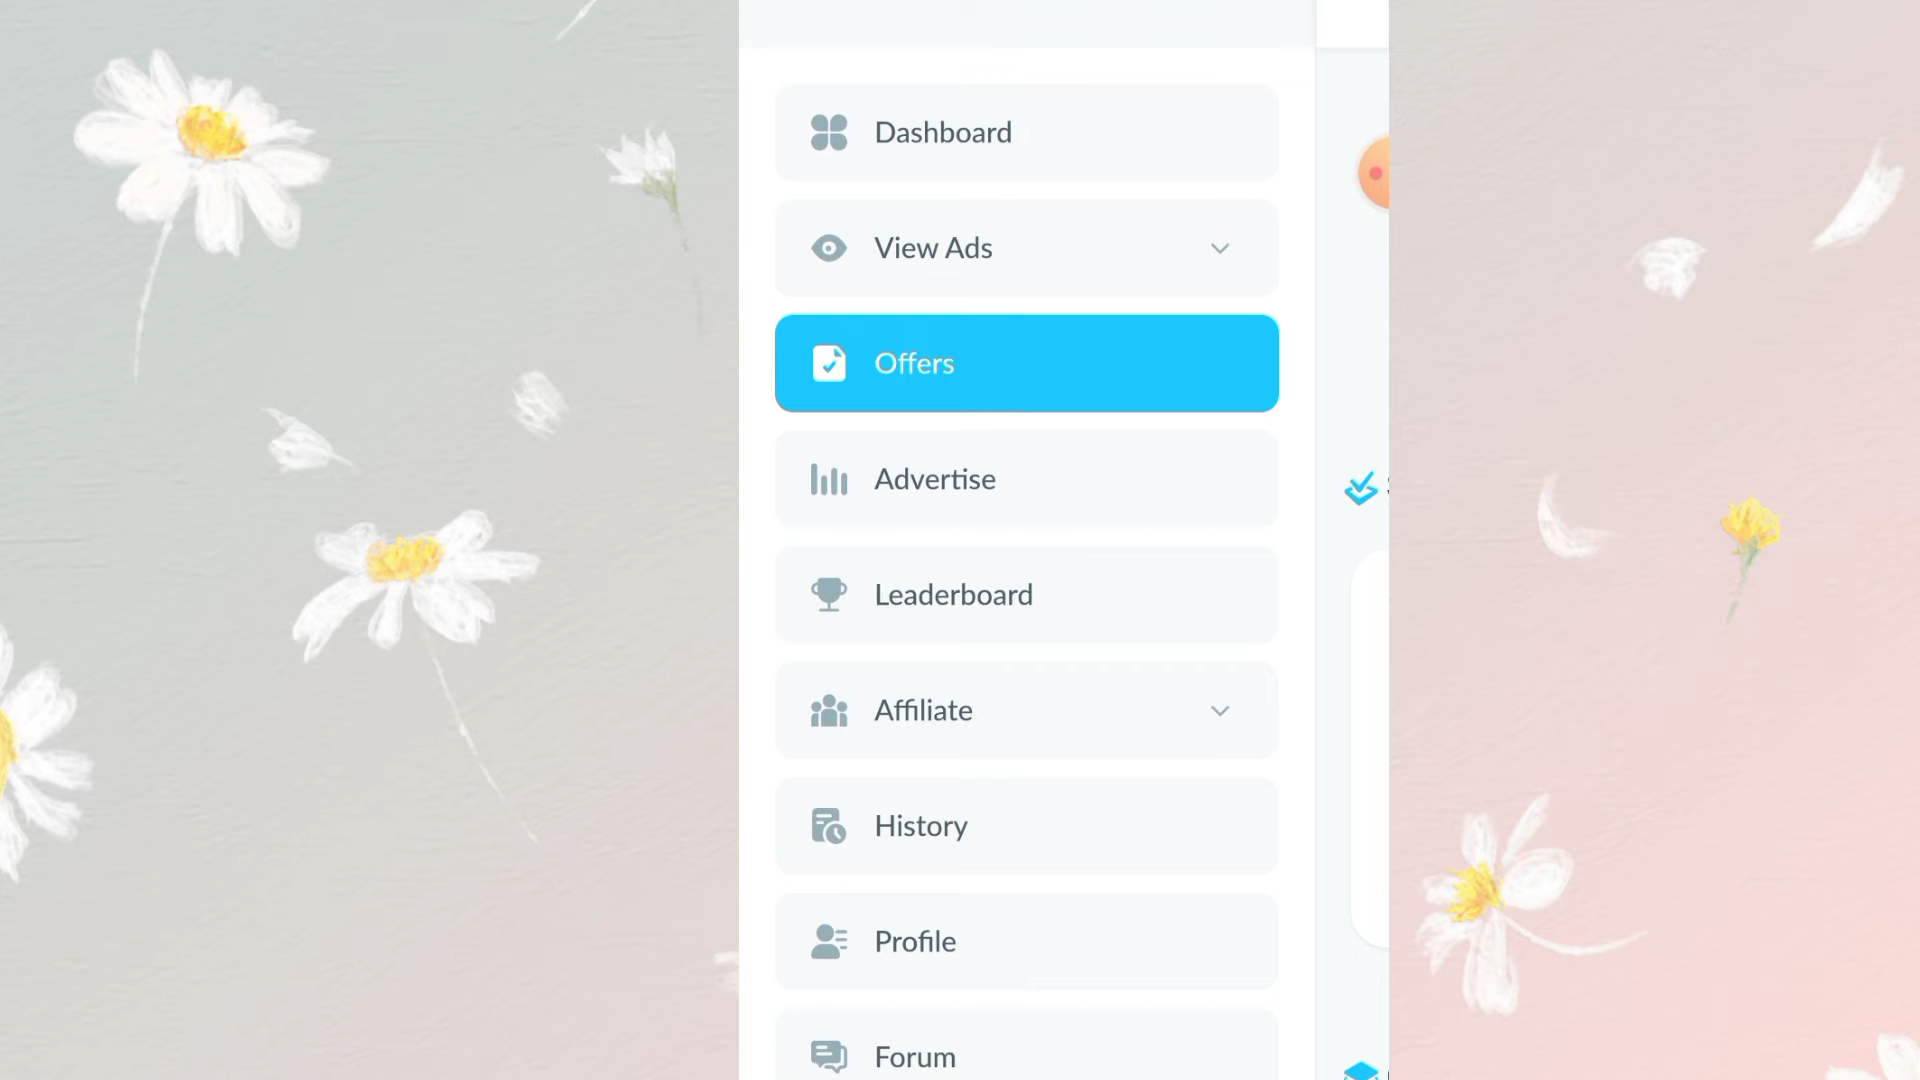 Dashboard
View Ads
Offers
Advertise
Leaderboard
Affiliate
History
Profile
Forum